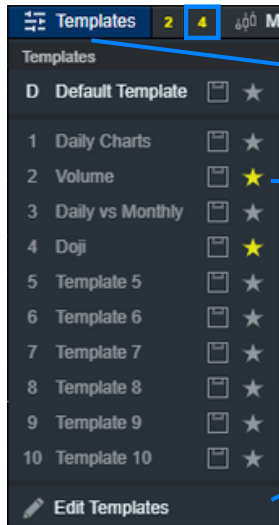 Templates 2 4 M
Templates
D Default Template
1 Daily Charts
2 Volume
3 Daily vs Monthly
4 Doji
5 Template 5
6 Template 6
7 Template 7
8 Template 8
9 Template 9
10 Template 10
Edit Templates